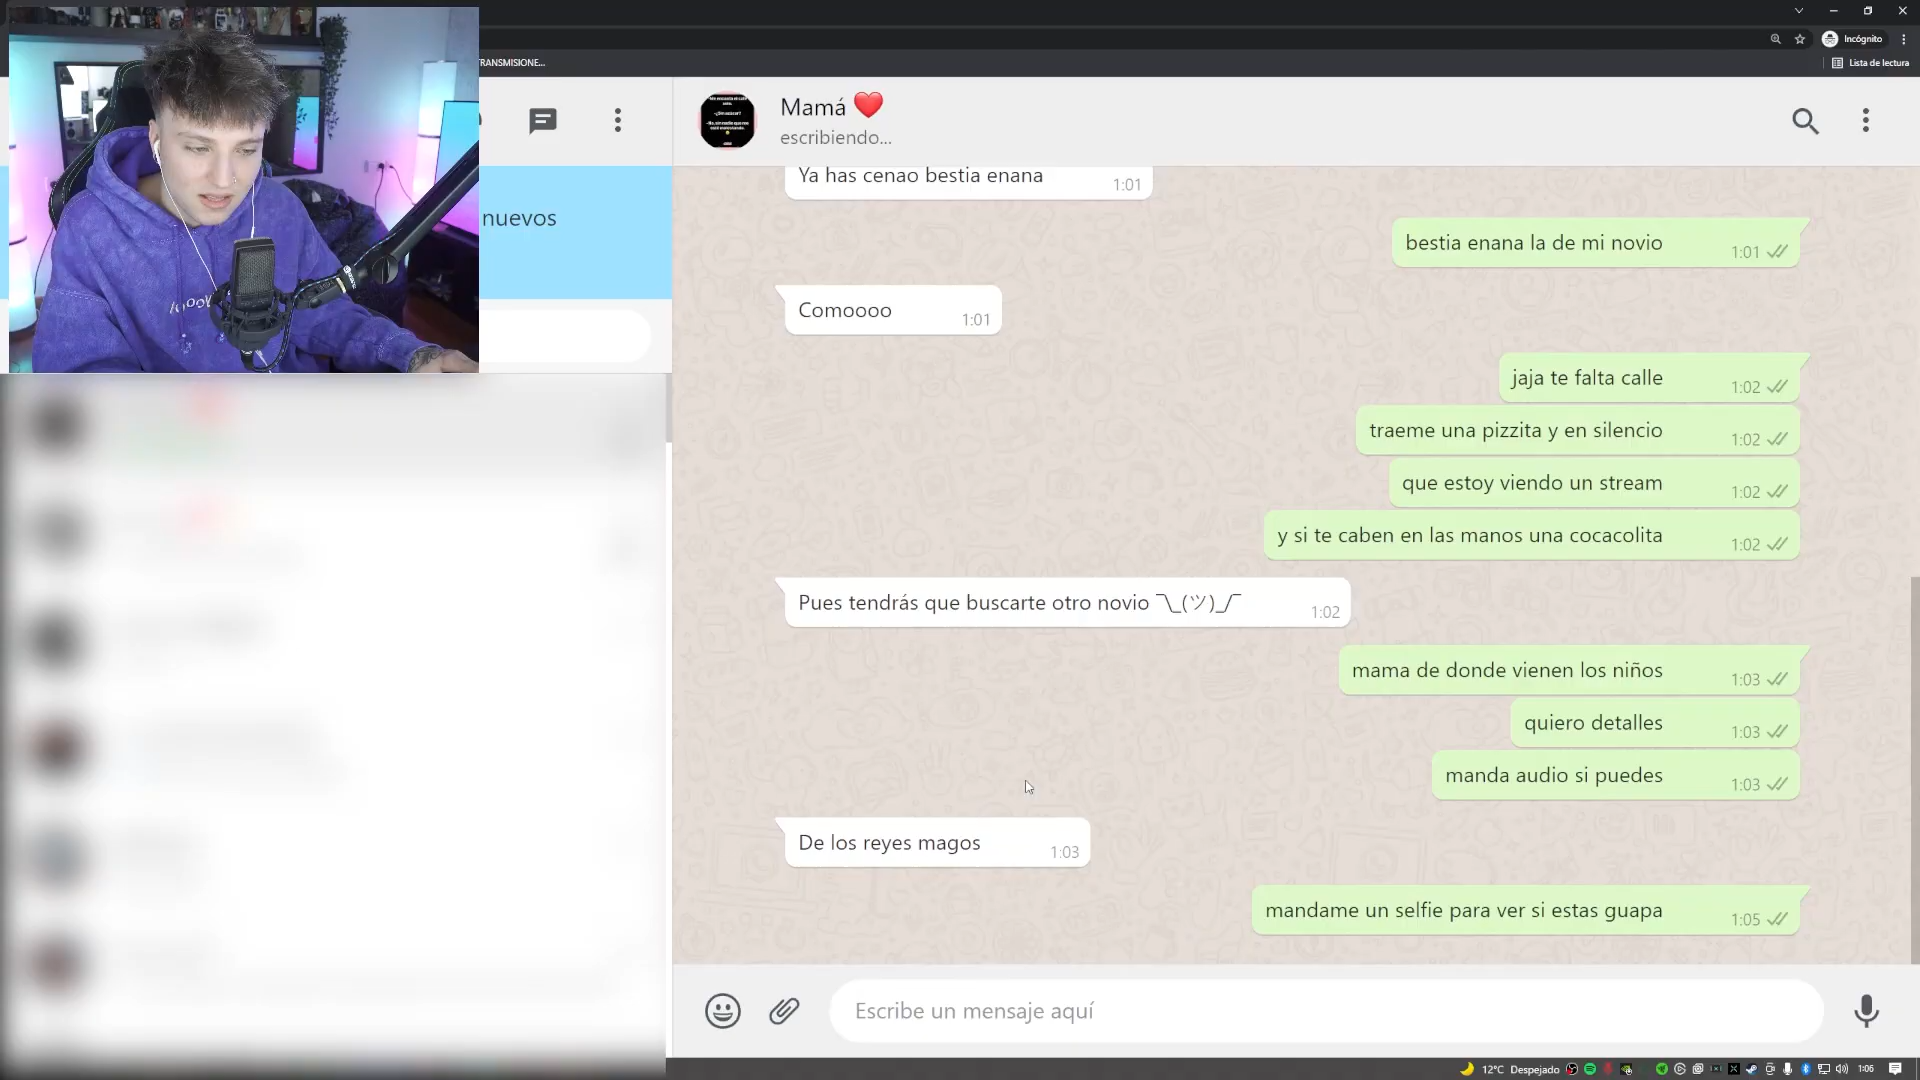 Incógnito
TRANSMISIONE...
Lista de lectura
nuevos
Mamá ❤️
escribiendo...
Ya has cenao bestia enana 1:01
bestia enana la de mi novio 1:01
Comoooo 1:01
jaja te falta calle 1:02
traeme una pizzita y en silencio 1:02
que estoy viendo un stream 1:02
y si te caben en las manos una cocacolita 1:02
Pues tendrás que buscarte otro novio ¯\_(ツ)_/¯ 1:02
mama de donde vienen los niños 1:03
quiero detalles 1:03
manda audio si puedes 1:03
De los reyes magos 1:03
mandame un selfie para ver si estas guapa 1:05
Escribe un mensaje aquí
12°C Despejado 1:06